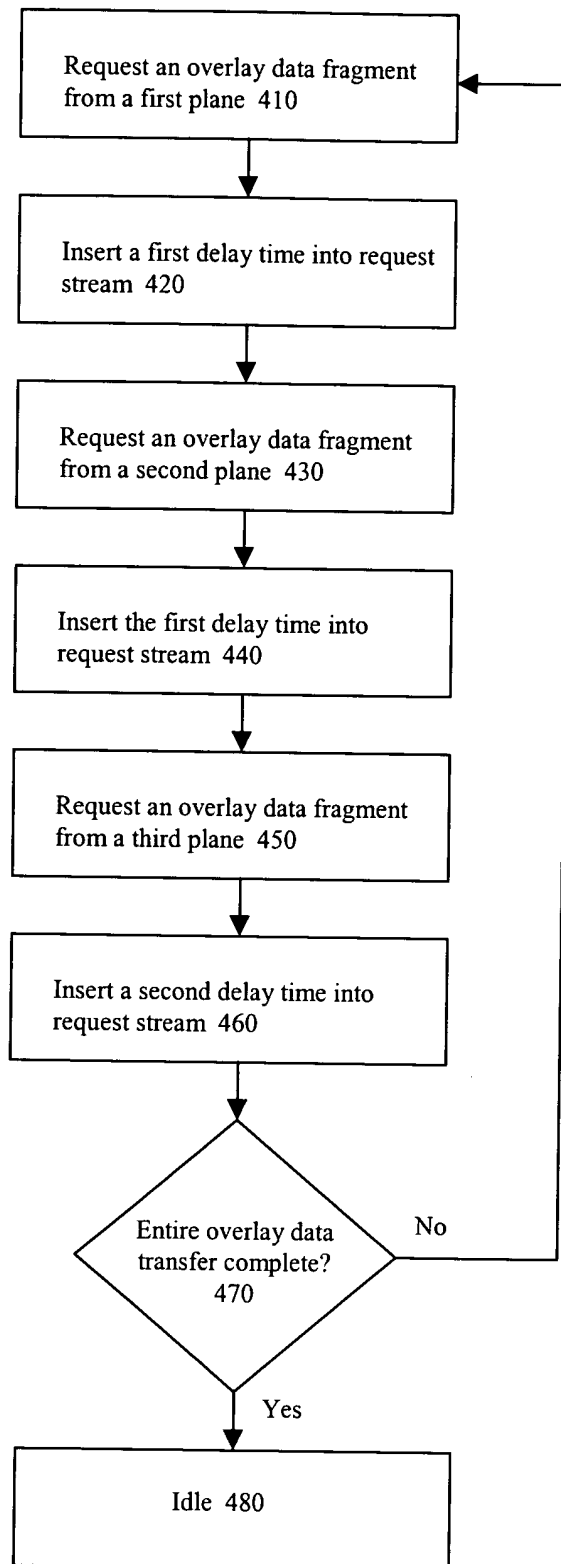 Request an overlay data fragment
from a first plane 410
Insert a first delay time into request
stream 420
Request an overlay data fragment
from a second plane 430
Insert the first delay time into
request stream 440
Request an overlay data fragment
from a third plane 450
Insert a second delay time into
request stream 460
Entire overlay data
transfer complete?
470
No
Yes
Idle 480